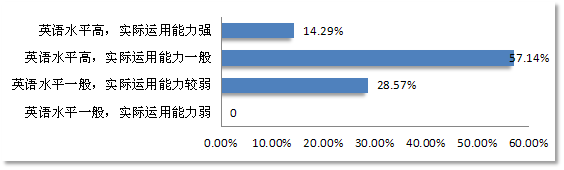 英语水平高，实际运用能力强
14.29%
英语水平高，实际运用能力一般
57.14%
英语水平一般，实际运用能力较弱
28.57%
英语水平一般，实际运用能力弱
0
0.00% 10.00% 20.00% 30.00% 40.00% 50.00% 60.00%